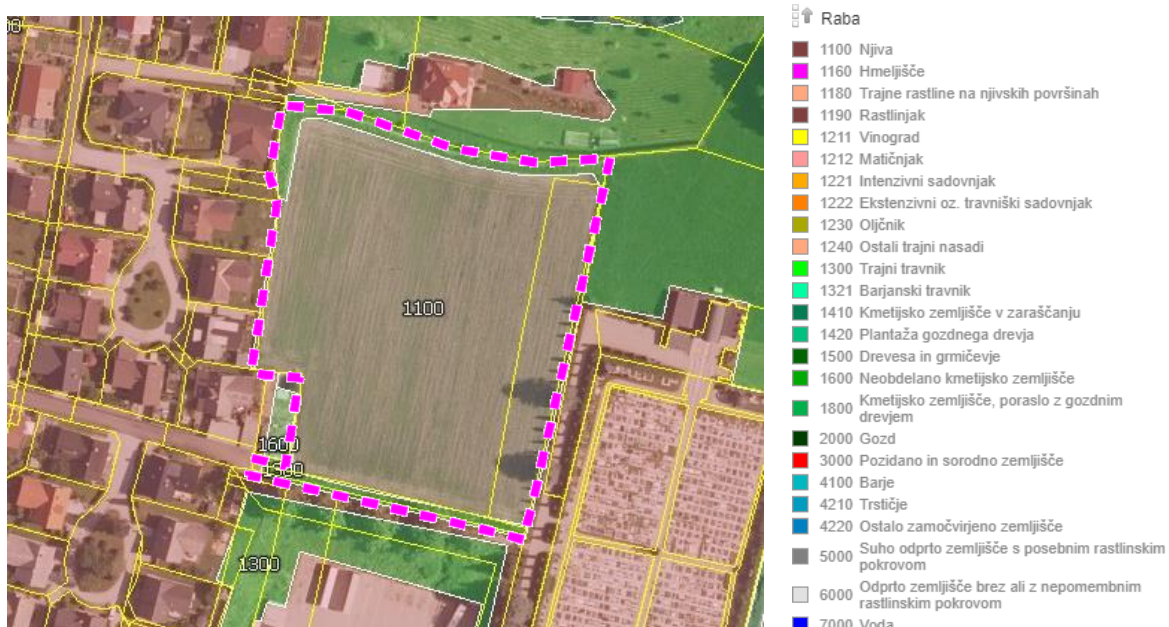 00
1100
1600
1300
1300
Raba
1100 Njiva
1160 Hmeljišče
1180 Trajne rastline na njivskih površinah
1190 Rastlinjak
1211 Vinograd
1212 Matičnjak
1221 Intenzivni sadovnjak
1222 Ekstenzivni oz. travniški sadovnjak
1230 Oljčnik
1240 Ostali trajni nasadi
1300 Trajni travnik
1321 Barjanski travnik
1410 Kmetijsko zemljišče v zaraščanju
1420 Plantaža gozdnega drevja
1500 Drevesa in grmičevje
1600 Neobdelano kmetijsko zemljišče
1800 Kmetijsko zemljišče, poraslo z gozdnim
drevjem
2000 Gozd
3000 Pozidano in sorodno zemljišče
4100 Barje
4210 Trstičje
4220 Ostalo zamočvirjeno zemljišče
5000 Suho odprto zemljišče s posebnim rastlinskim
pokrovom
6000 Odprto zemljišče brez ali z nepomembnim
rastlinskim pokrovom
7000 Voda